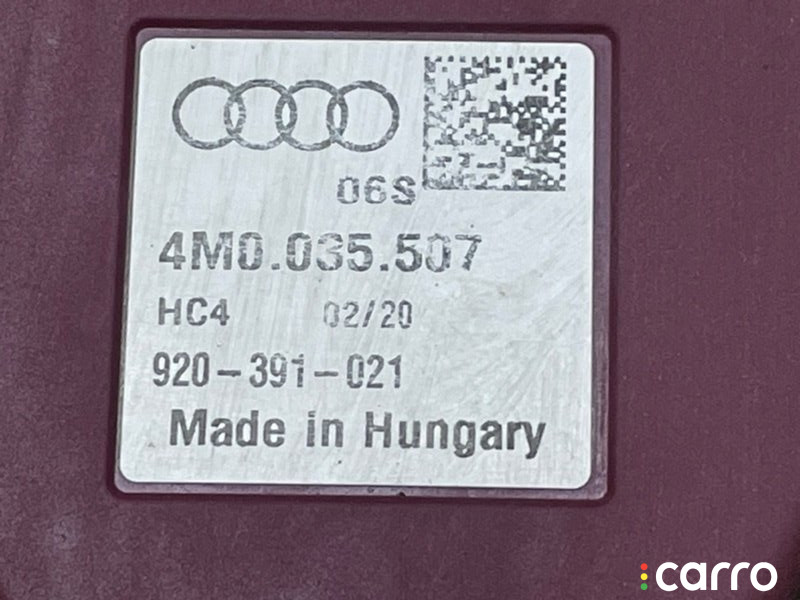 06S
4M0.035.507
HC4 02/20
920-391-021
Made in Hungary
carro